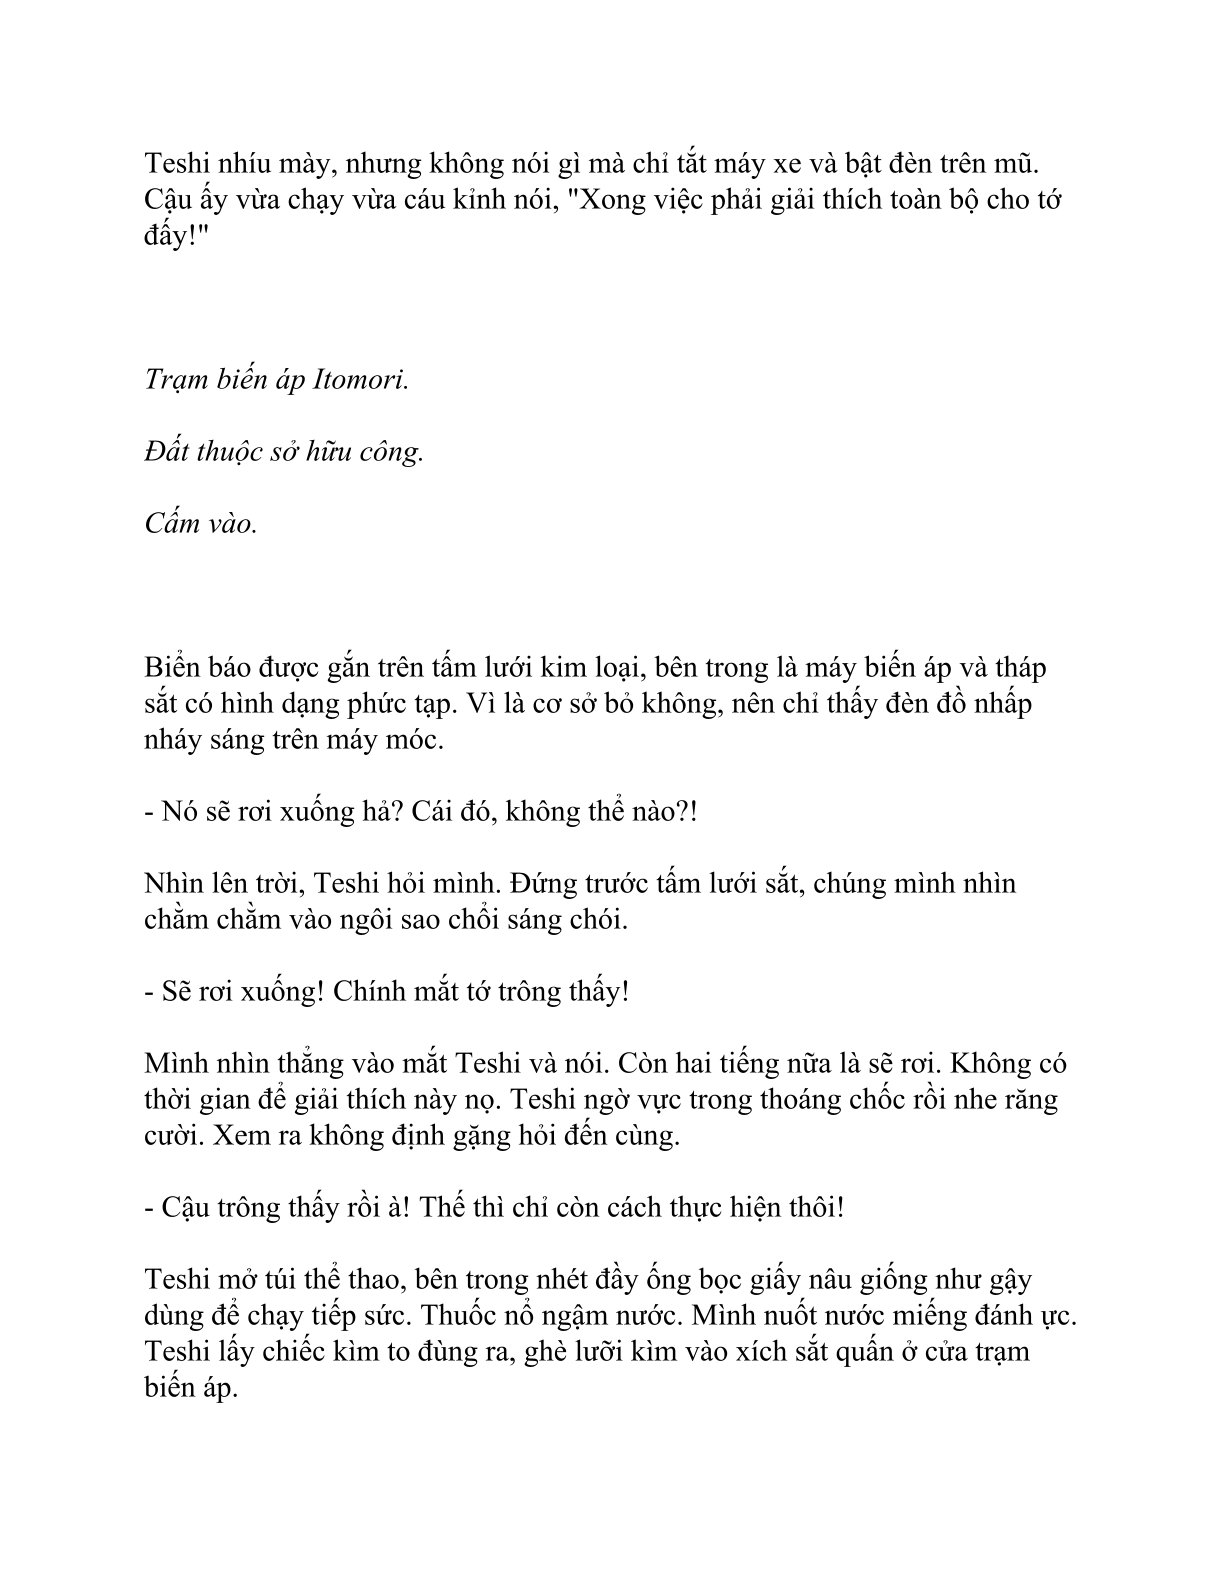 Teshi nhíu mày, nhưng không nói gì mà chỉ tắt máy xe và bật đèn trên mũ.
Cậu ấy vừa chạy vừa cáu kỉnh nói, "Xong việc phải giải thích toàn bộ cho tớ
đấy!"
Trạm biến áp Itomori.
Đất thuộc sở hữu công.
Cấm vào.
Biển báo được gắn trên tấm lưới kim loại, bên trong là máy biến áp và tháp
sắt có hình dạng phức tạp. Vì là cơ sở bỏ không, nên chỉ thấy đèn đồ nhấp
nháy sáng trên máy móc.
- Nó sẽ rơi xuống hả? Cái đó, không thể nào?!
Nhìn lên trời, Teshi hỏi mình. Đứng trước tấm lưới sắt, chúng mình nhìn
chằm chằm vào ngôi sao chổi sáng chói.
- Sẽ rơi xuống! Chính mắt tớ trông thấy!
Mình nhìn thẳng vào mắt Teshi và nói. Còn hai tiếng nữa là sẽ rơi. Không có
thời gian để giải thích này nọ. Teshi ngờ vực trong thoáng chốc rồi nhe răng
cười. Xem ra không định gặng hỏi đến cùng.
- Cậu trông thấy rồi à! Thế thì chỉ còn cách thực hiện thôi!
Teshi mở túi thể thao, bên trong nhét đầy ống bọc giấy nâu giống như gậy
dùng để chạy tiếp sức. Thuốc nổ ngậm nước. Mình nuốt nước miếng đánh ực.
Teshi lấy chiếc kìm to đùng ra, ghè lưỡi kìm vào xích sắt quấn ở cửa trạm
biến áp.